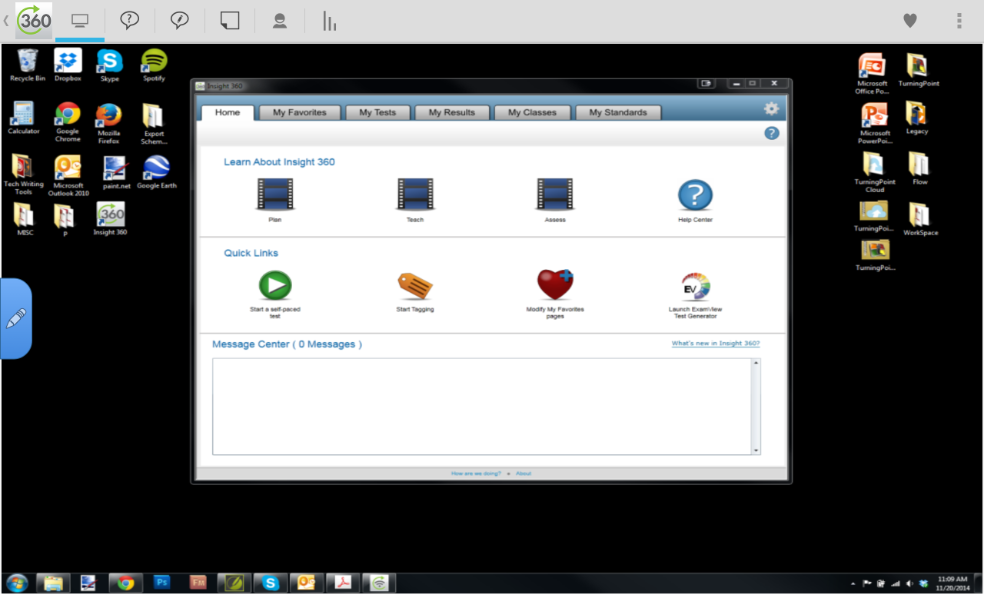 360
Recycle Bin
Dropbox
Skype
Spotify
Calculator
Google
Chrome
Mozilla
Firefox
Export
Schem...
Tech Writing
Tools
Microsoft
Outlook 2010
paint.net
Google Earth
MISC
p
360
Insight 360
Insight 360
Home
My Favorites
My Tests
My Results
My Classes
My Standards
Learn About Insight 360
Plan
Teach
Assess
Help Center
Quick Links
Start a self-paced
test
Start Tagging
Modify My Favorites
pages
EV
Launch ExamView
Test Generator
Message Center ( 0 Messages )
What's new in Insight 360?
How are we doing?
About
Microsoft
Office Po...
TurningPoint
Microsoft
PowerPoi...
Legacy
TurningPoint
Cloud
Flow
TurningPoi...
WorkSpace
TurningPoi...
Ps
11:09 AM
11/20/2014